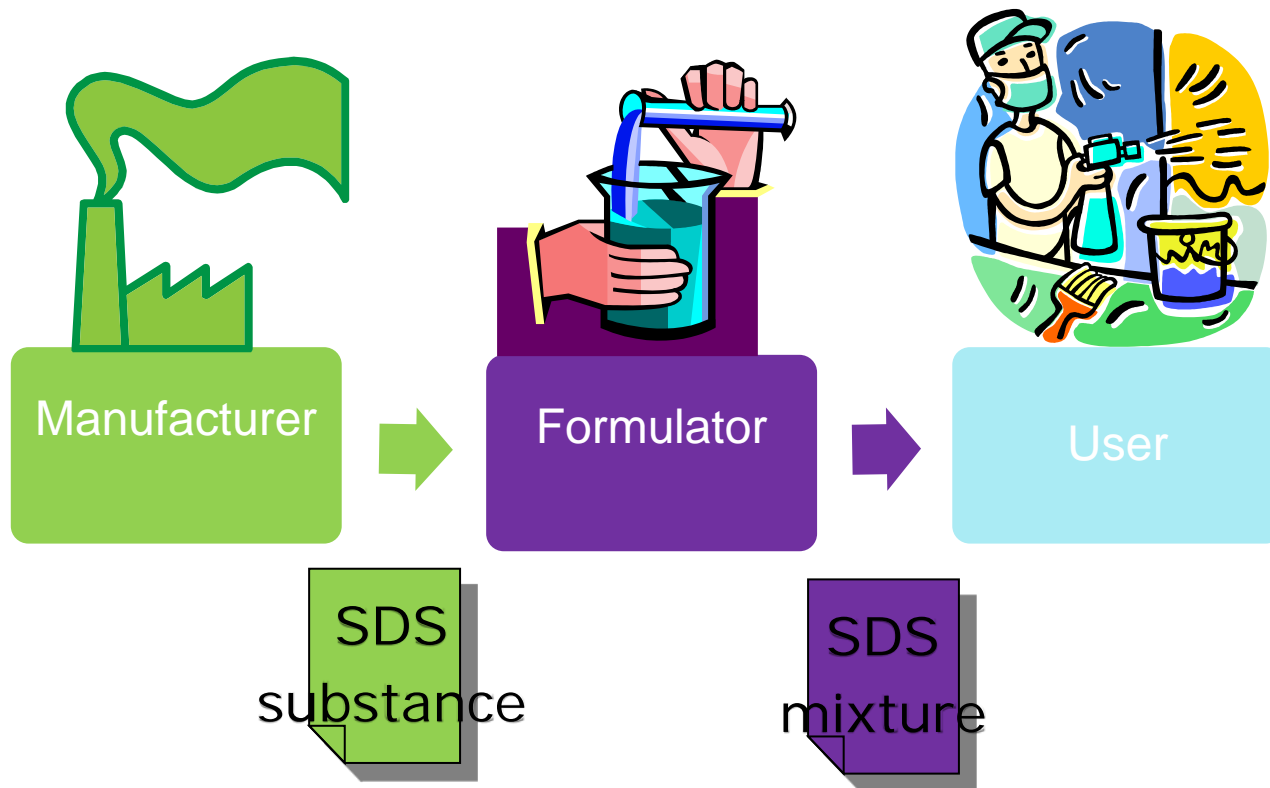 Manufacturer
Formulator
User
SDS
substance
SDS
mixture